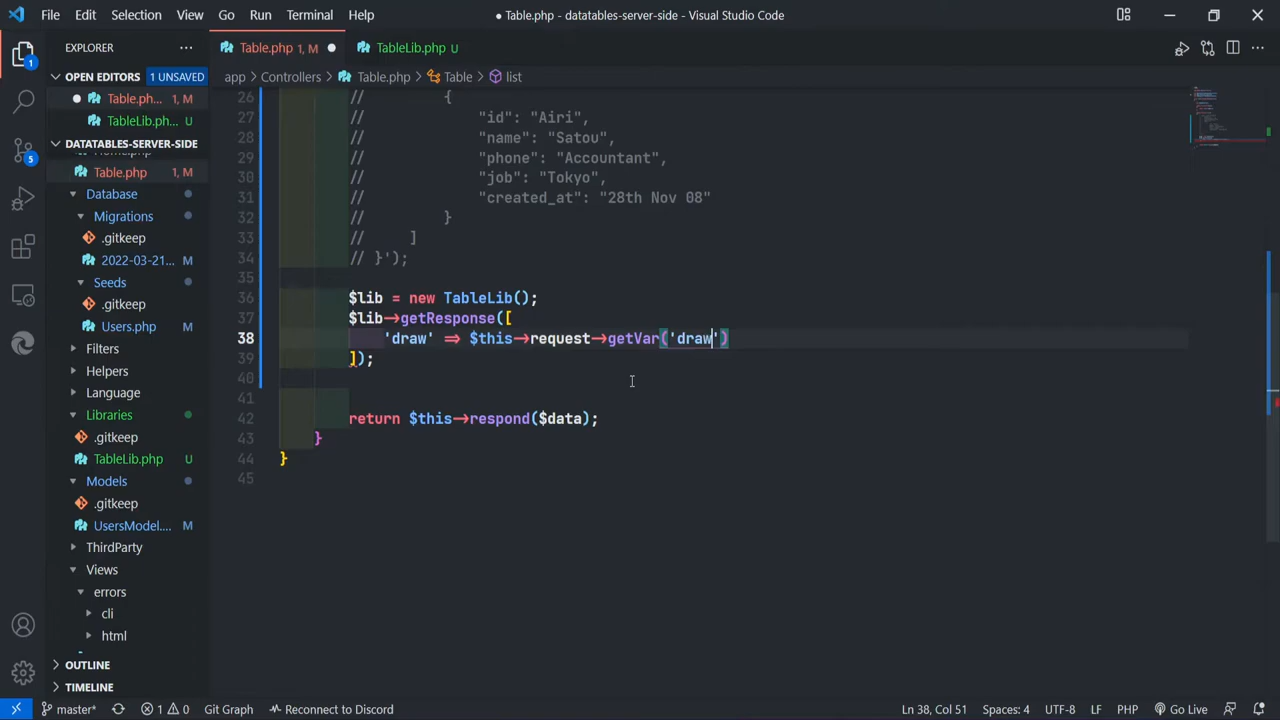 File Edit Selection View Go Run Terminal Help
● Table.php - datatables-server-side - Visual Studio Code
EXPLORER
Table.php 1, M
TableLib.php U
OPEN EDITORS 1 UNSAVED
app > Controllers > Table.php > Table > list
Table.ph... 1, M
TableLib.ph... U
DATATABLES-SERVER-SIDE
Table.php 1, M
Database
Migrations
.gitkeep
2022-03-21...
Seeds
.gitkeep
Users.php
Filters
Helpers
Language
Libraries
.gitkeep
TableLib.php U
Models
.gitkeep
UsersModel.... M
ThirdParty
Views
errors
cli
html
OUTLINE
TIMELINE
26 // {
27 // "id": "Airi",
28 // "name": "Satou",
29 // "phone": "Accountant",
30 // "job": "Tokyo",
31 // "created_at": "28th Nov 08"
32 // }
33 // ]
34 // }');
35
36 $lib = new TableLib();
37 $lib->getResponse([
38 'draw' => $this->request->getVar('draw')
39 ]);
40
41
42 return $this->respond($data);
43 }
44 }
45
1
5
master* 1 0 Git Graph Reconnect to Discord Ln 38, Col 51 Spaces: 4 UTF-8 LF PHP Go Live